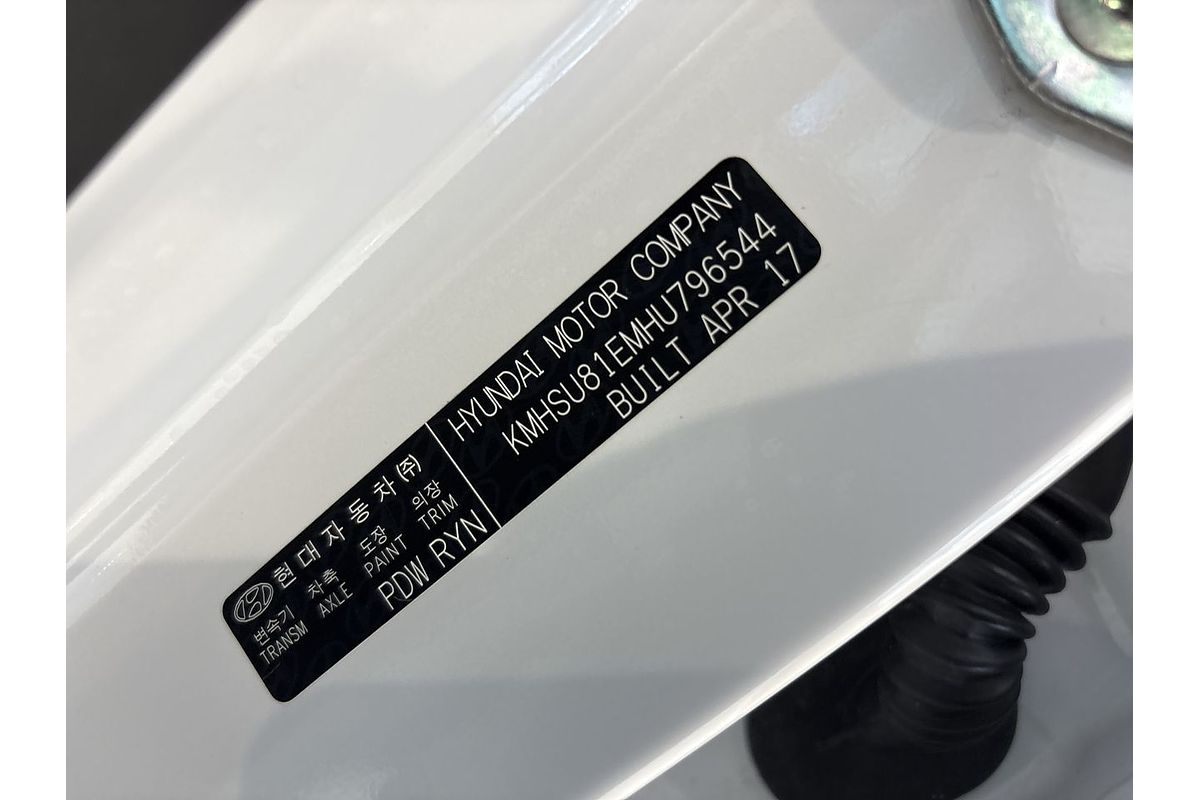 현대자동차(주)
변속기 차축 도장 의장
TRANSM AXLE PAINT TRIM
PDW RYN
HYUNDAI MOTOR COMPANY
KMHSU81EMHU796544
BUILT APR 17